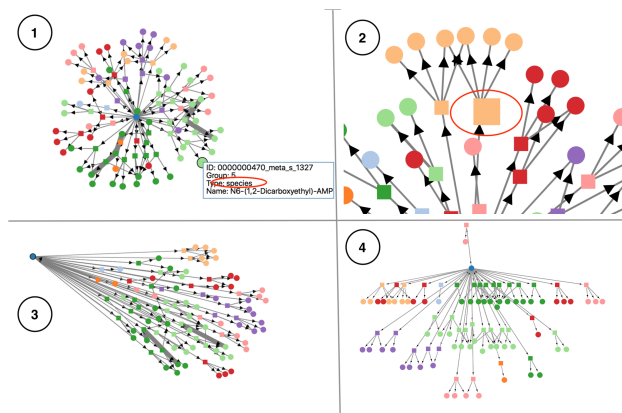 1
2
ID: 0000000470_meta_s_1327
Group: 5
Type: species
Name: N6-(1,2-Dicarboxyethyl)-AMP
3
4